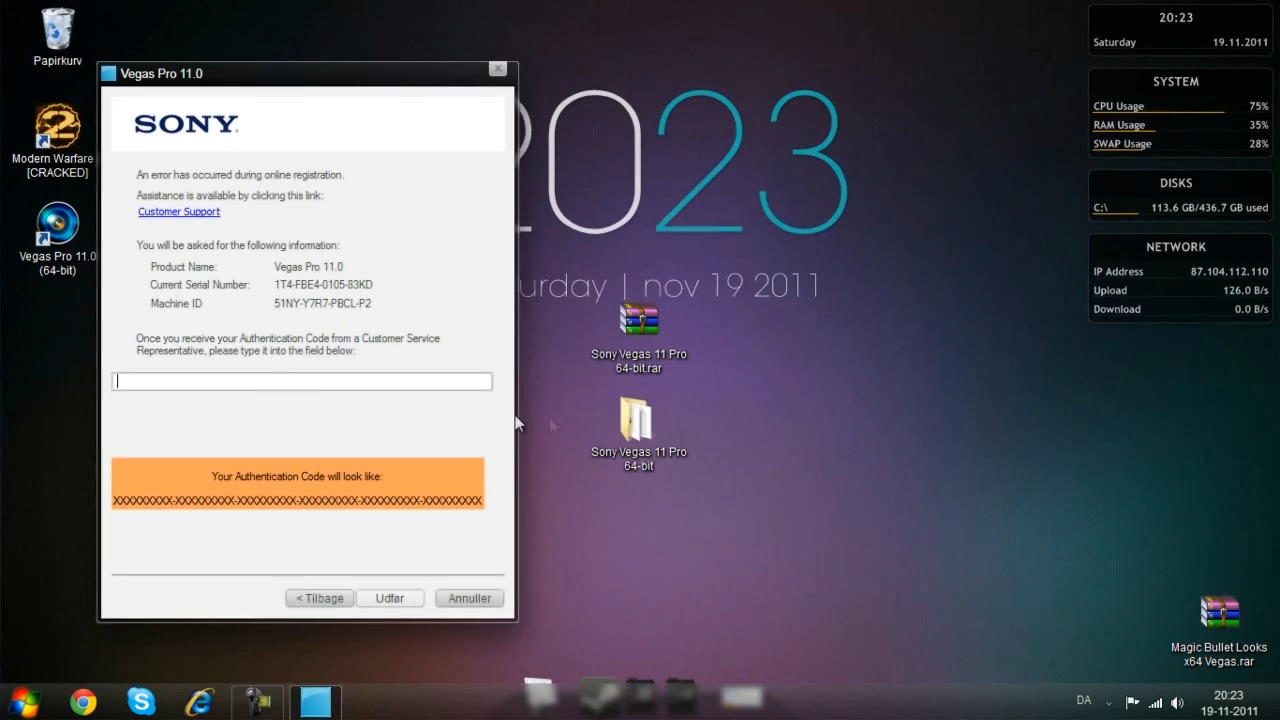 Papirkurv
Modern Warfare
[CRACKED]
Vegas Pro 11.0
(64-bit)
Vegas Pro 11.0
SONY
An error has occurred during online registration.
Assistance is available by clicking this link:
Customer Support
You will be asked for the following information:
Product Name: Vegas Pro 11.0
Current Serial Number: 1T4-FBE4-0105-83KD
Machine ID 51NY-Y7R7-PBCL-P2
Once you receive your Authentication Code from a Customer Service
Representative, please type it into the field below:
Your Authentication Code will look like:
XXXXXXXXX-XXXXXXXXX-XXXXXXXXX-XXXXXXXXX-XXXXXXXXX-XXXXXXXXX
< Tilbage
Udfør
Annuller
2023
urday | nov 19 2011
Sony Vegas 11 Pro
64-bit.rar
Sony Vegas 11 Pro
64-bit
20:23
Saturday 19.11.2011
SYSTEM
CPU Usage 75%
RAM Usage 35%
SWAP Usage 28%
DISKS
C:\ 113.6 GB/436.7 GB used
NETWORK
IP Address 87.104.112.110
Upload 126.0 B/s
Download 0.0 B/s
Magic Bullet Looks
x64 Vegas.rar
DA
20:23
19-11-2011